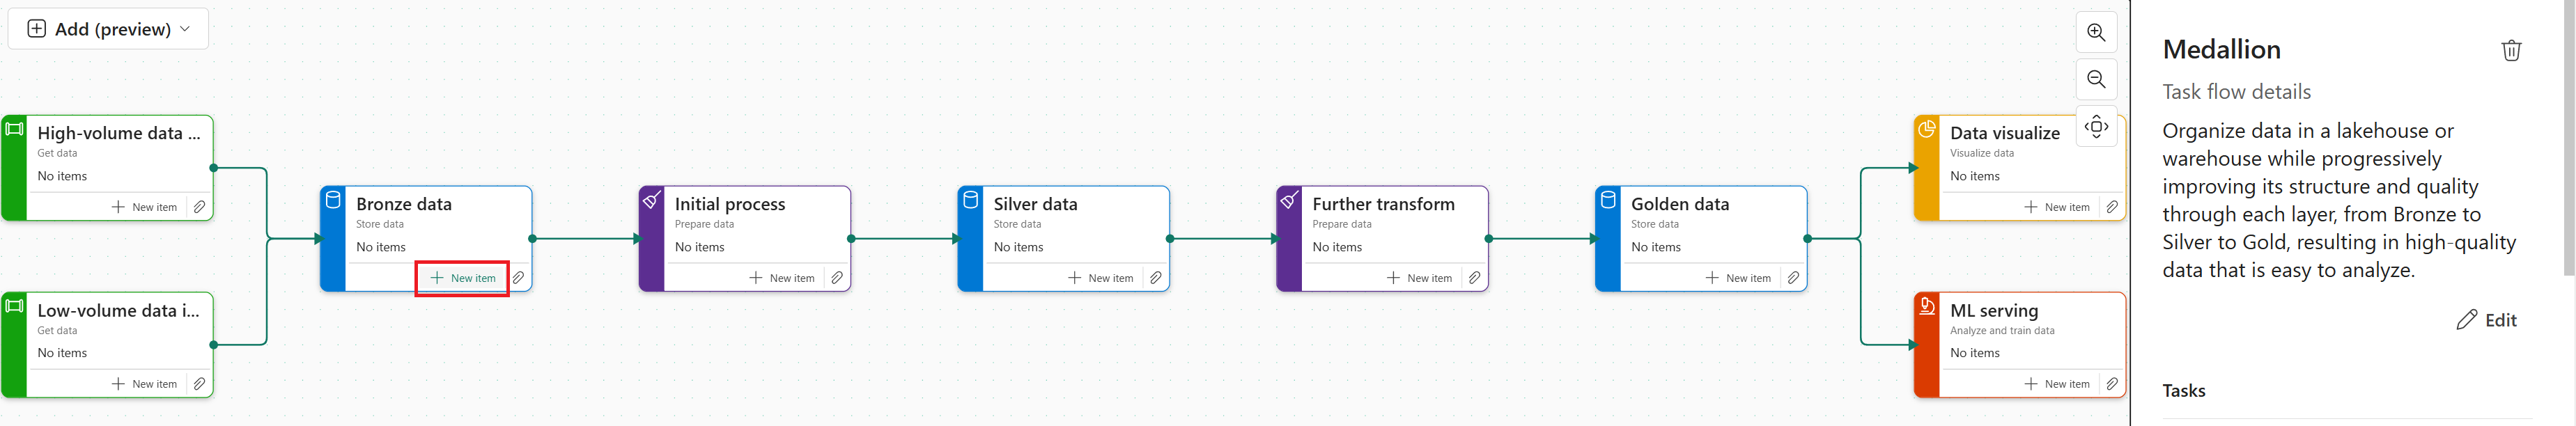 Add (preview)
High-volume data ...
Get data
No items
New item
Low-volume data i...
Get data
No items
New item
Bronze data
Store data
No items
New item
Initial process
Prepare data
No items
New item
Silver data
Store data
No items
New item
Further transform
Prepare data
No items
New item
Golden data
Store data
No items
New item
Data visualize
Visualize data
No items
New item
ML serving
Analyze and train data
No items
New item
Medallion
Task flow details
Organize data in a lakehouse or
warehouse while progressively
improving its structure and quality
through each layer, from Bronze to
Silver to Gold, resulting in high-quality
data that is easy to analyze.
Edit
Tasks